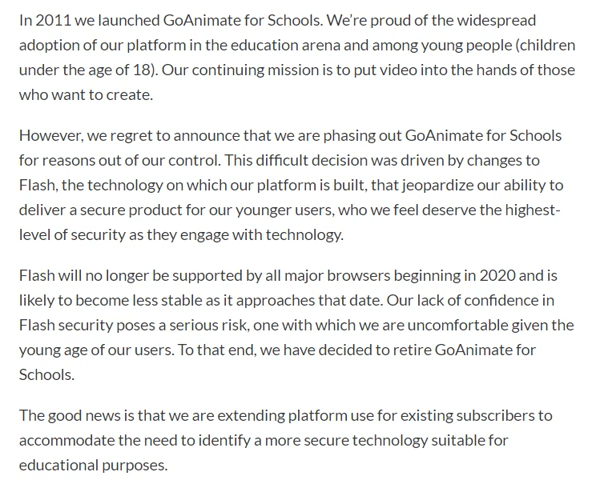 In 2011 we launched GoAnimate for Schools. We're proud of the widespread
adoption of our platform in the education arena and among young people (children
under the age of 18). Our continuing mission is to put video into the hands of those
who want to create.
However, we regret to announce that we are phasing out GoAnimate for Schools
for reasons out of our control. This difficult decision was driven by changes to
Flash, the technology on which our platform is built, that jeopardize our ability to
deliver a secure product for our younger users, who we feel deserve the highest-
level of security as they engage with technology.
Flash will no longer be supported by all major browsers beginning in 2020 and is
likely to become less stable as it approaches that date. Our lack of confidence in
Flash security poses a serious risk, one with which we are uncomfortable given the
young age of our users. To that end, we have decided to retire GoAnimate for
Schools.
The good news is that we are extending platform use for existing subscribers to
accommodate the need to identify a more secure technology suitable for
educational purposes.